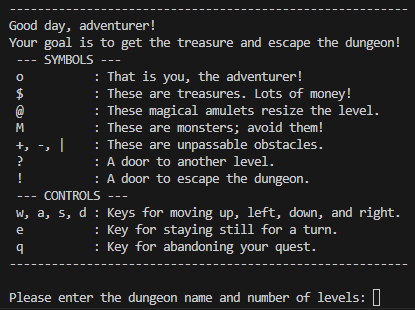 ---------------------------------------------------------
Good day, adventurer!
Your goal is to get the treasure and escape the dungeon!
 --- SYMBOLS ---
 o          : That is you, the adventurer!
 $          : These are treasures. Lots of money!
 @          : These magical amulets resize the level.
 M          : These are monsters; avoid them!
 +, -, |    : These are unpassable obstacles.
 ?          : A door to another level.
 !          : A door to escape the dungeon.
 --- CONTROLS ---
 w, a, s, d : Keys for moving up, left, down, and right.
 e          : Key for staying still for a turn.
 q          : Key for abandoning your quest.
---------------------------------------------------------
Please enter the dungeon name and number of levels: